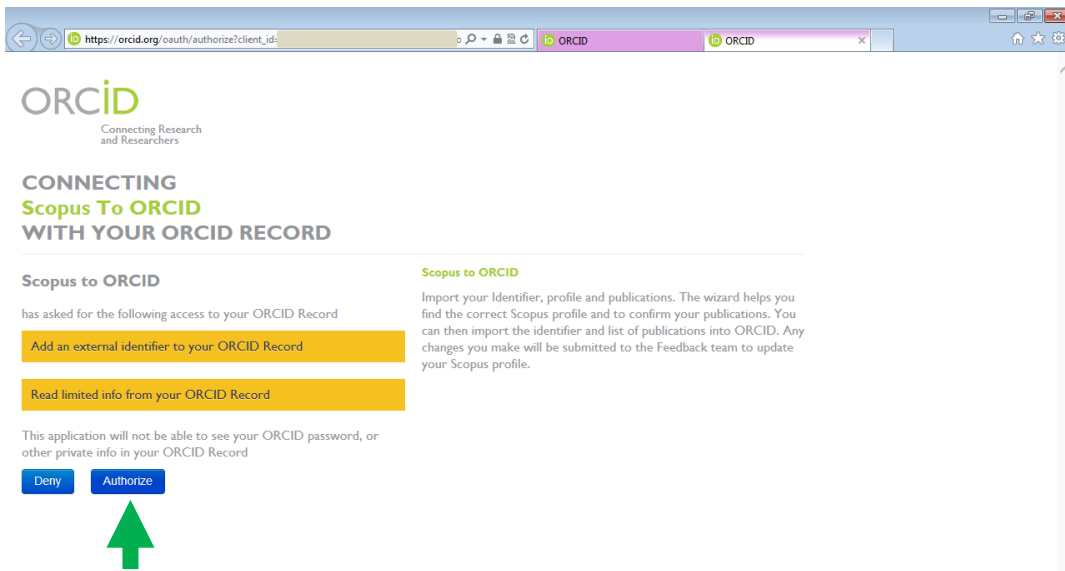 https://orcid.org/oauth/authorize?client_id=
ORCID
ORCID
ORCID
Connecting Research
and Researchers
CONNECTING
Scopus To ORCID
WITH YOUR ORCID RECORD
Scopus to ORCID
has asked for the following access to your ORCID Record
Add an external identifier to your ORCID Record
Read limited info from your ORCID Record
This application will not be able to see your ORCID password, or
other private info in your ORCID Record
Deny
Authorize
Scopus to ORCID
Import your Identifier, profile and publications. The wizard helps you
find the correct Scopus profile and to confirm your publications. You
can then import the identifier and list of publications into ORCID. Any
changes you make will be submitted to the Feedback team to update
your Scopus profile.